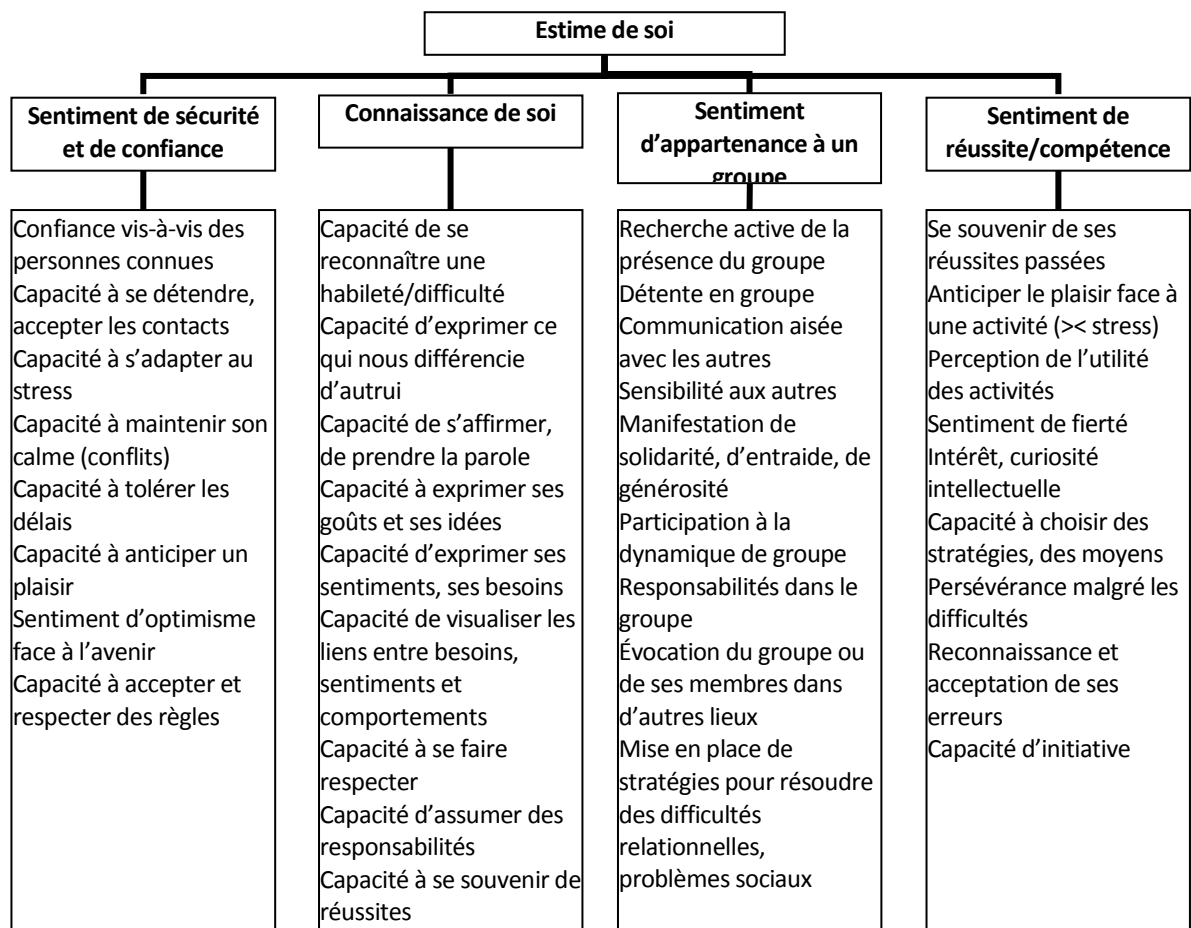 Estime de soi
Sentiment de sécurité
et de confiance
Connaissance de soi
Sentiment
d’appartenance à un
groupe
Sentiment de
réussite/compétence
Confiance vis-à-vis des
personnes connues
Capacité à se détendre,
accepter les contacts
Capacité à s’adapter au
stress
Capacité à maintenir son
calme (conflits)
Capacité à tolérer les
délais
Capacité à anticiper un
plaisir
Sentiment d’optimisme
face à l’avenir
Capacité à accepter et
respecter des règles
Capacité de se
reconnaître une
habileté/difficulté
Capacité d’exprimer ce
qui nous différencie
d’autrui
Capacité de s’affirmer,
de prendre la parole
Capacité à exprimer ses
goûts et ses idées
Capacité d’exprimer ses
sentiments, ses besoins
Capacité de visualiser les
liens entre besoins,
sentiments et
comportements
Capacité à se faire
respecter
Capacité d’assumer des
responsabilités
Capacité à se souvenir de
réussites
Recherche active de la
présence du groupe
Détente en groupe
Communication aisée
avec les autres
Sensibilité aux autres
Manifestation de
solidarité, d’entraide, de
générosité
Participation à la
dynamique de groupe
Responsabilités dans le
groupe
Évocation du groupe ou
de ses membres dans
d’autres lieux
Mise en place de
stratégies pour résoudre
des difficultés
relationnelles,
problèmes sociaux
Se souvenir de ses
réussites passées
Anticiper le plaisir face à
une activité (>< stress)
Perception de l’utilité
des activités
Sentiment de fierté
Intérêt, curiosité
intellectuelle
Capacité à choisir des
stratégies, des moyens
Persévérance malgré les
difficultés
Reconnaissance et
acceptation de ses
erreurs
Capacité d’initiative